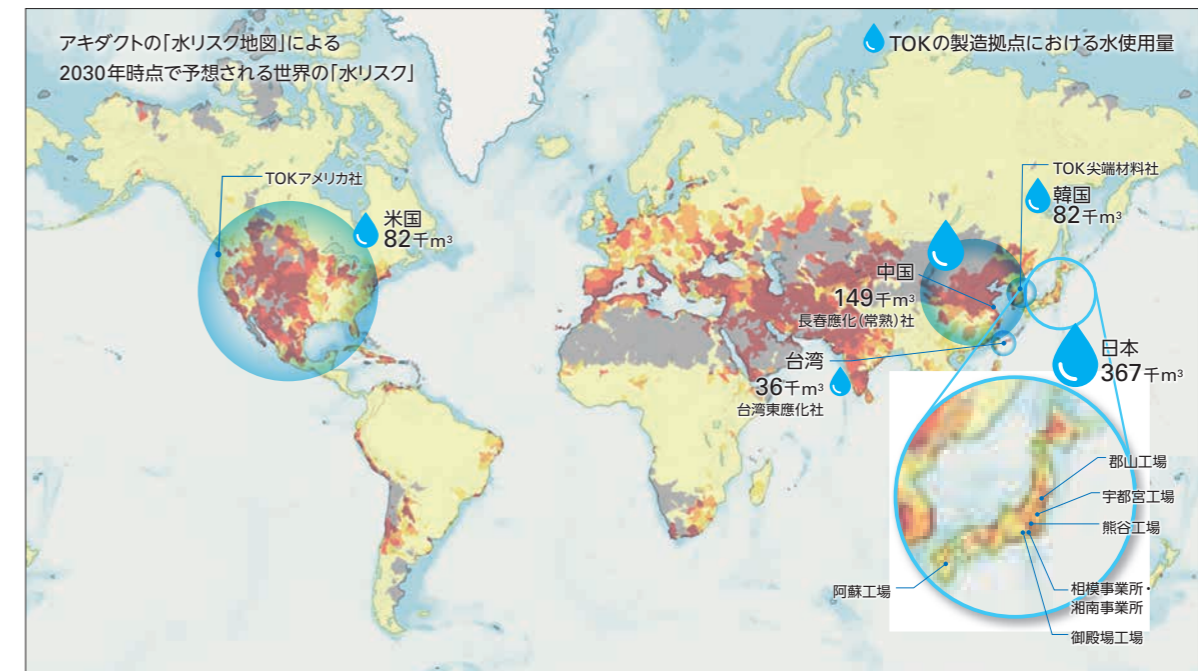 アキダクトの「水リスク地図」による
2030年時点で予想される世界の「水リスク」
TOKの製造拠点における水使用量
TOKアメリカ社
米国
82千m³
TOK尖端材料社
韓国
82千m³
中国
149千m³
長春應化(常熟)社
台湾
36千m³
台湾東應化社
日本
367千m³
郡山工場
宇都宮工場
熊谷工場
阿蘇工場
相模事業所・
湘南事業所
御殿場工場